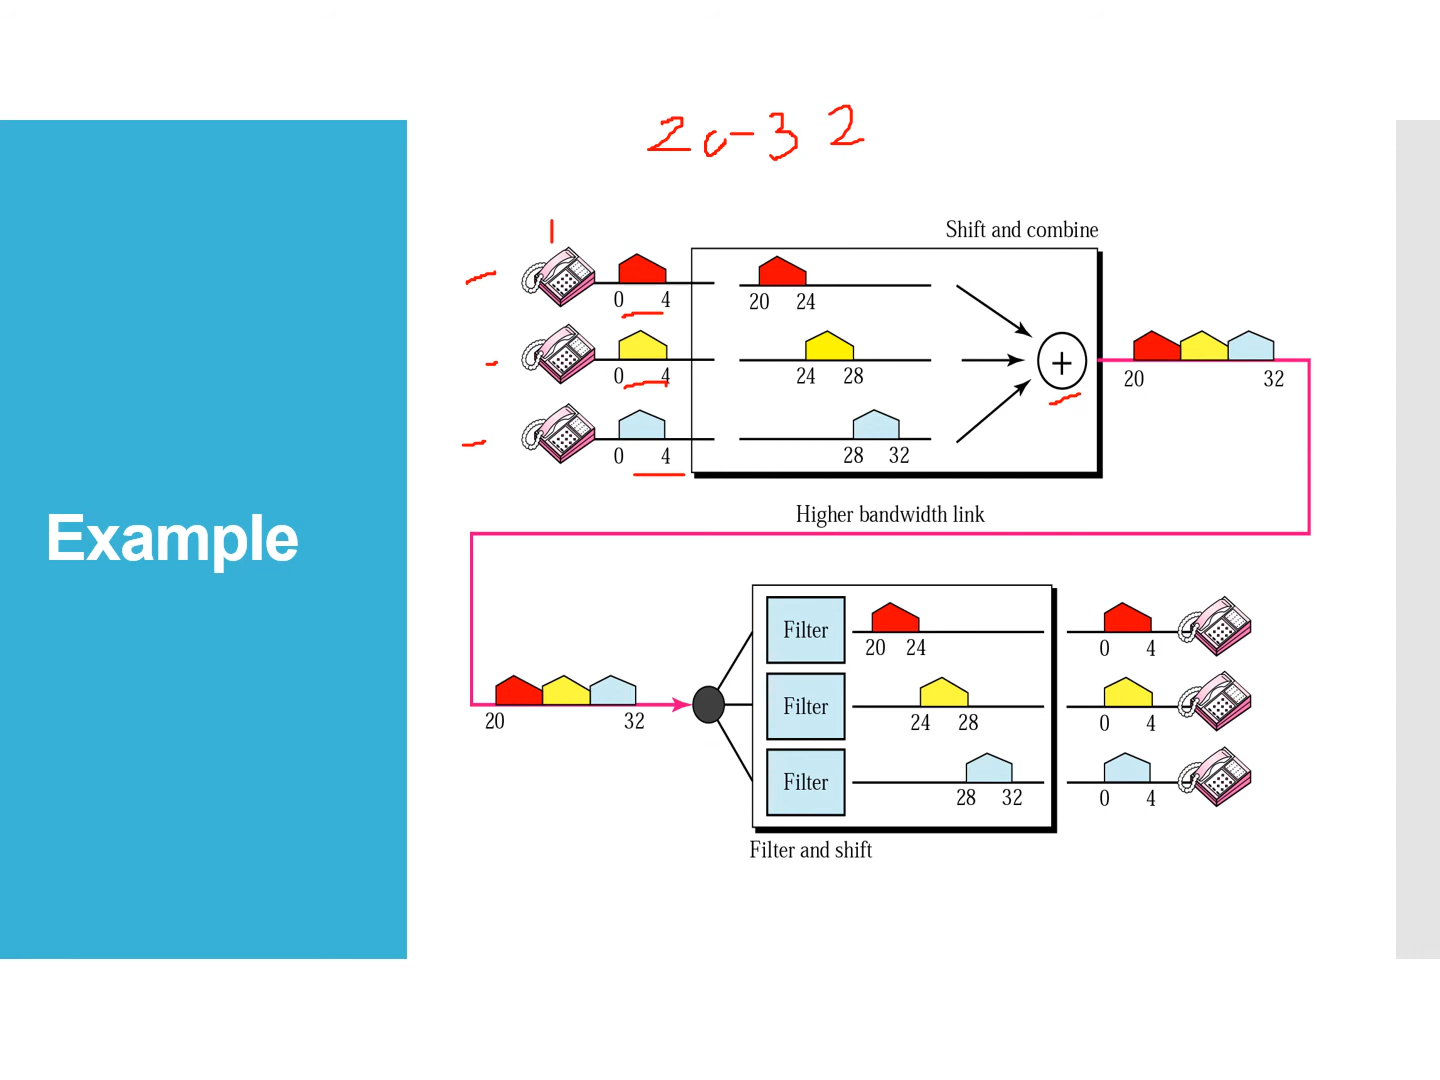 20-32
Shift and combine
0 4
20 24
0 4
24 28
20 32
0 4
28 32
+
Higher bandwidth link
Example
Filter
20 24
0 4
Filter
24 28
0 4
20 32
Filter
28 32
0 4
Filter and shift